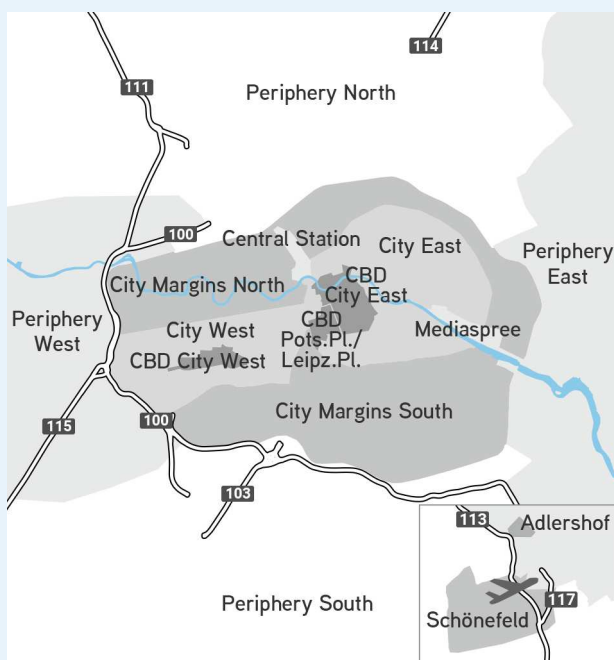 114
111
Periphery North
100
Central Station
City East
Periphery
East
CBD
City East
City Margins North
Periphery
West
City West
CBD
Pots.Pl./
Leipz.Pl.
Mediaspree
CBD City West
City Margins South
115
100
103
113
Adlershof
117
Periphery South
Schönefeld